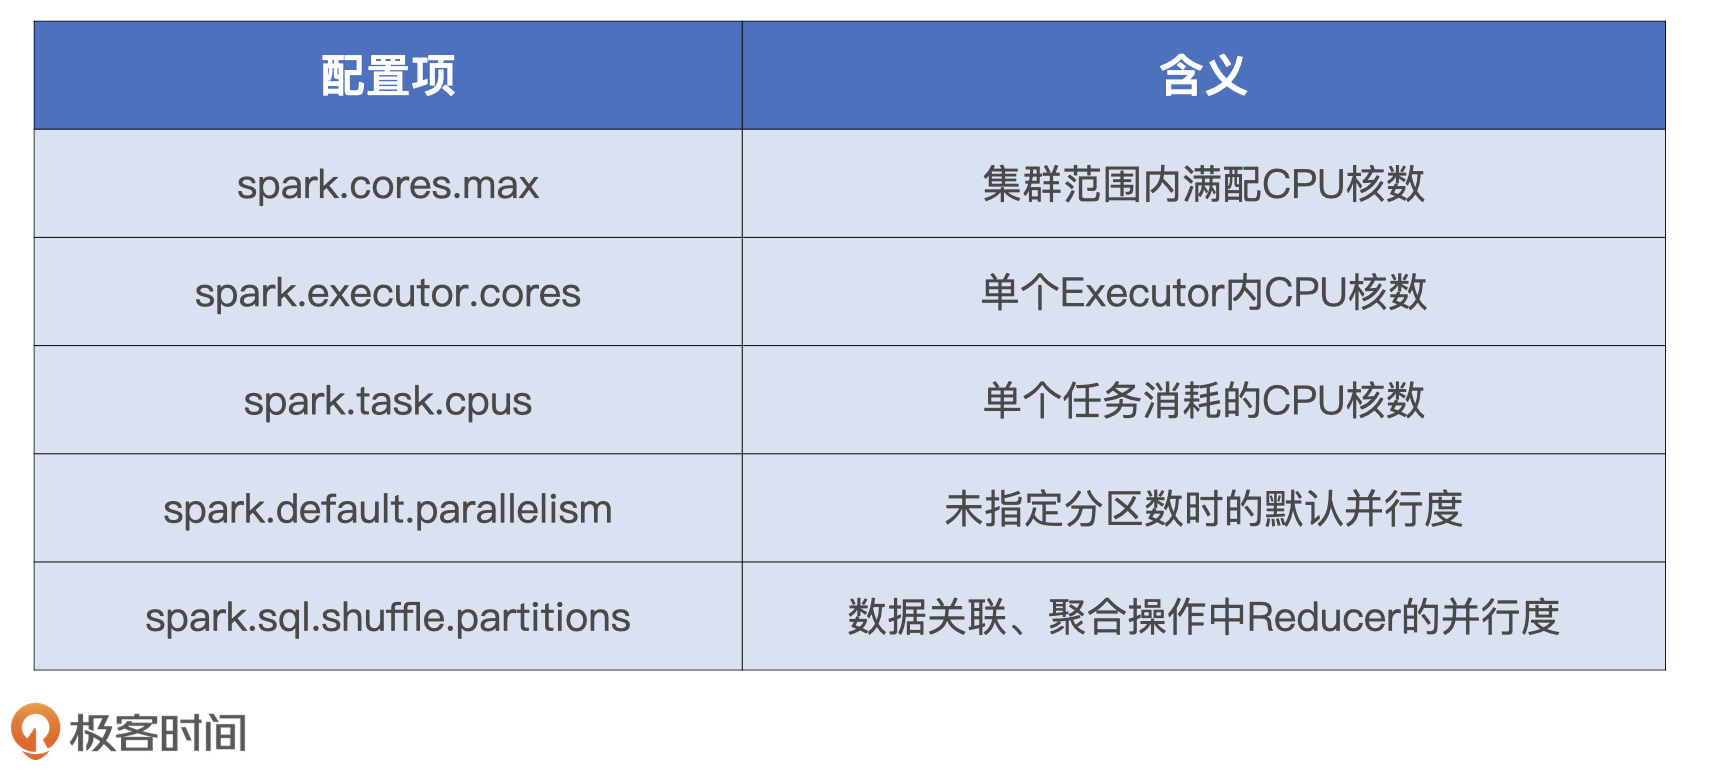 配置项 含义
spark.cores.max 集群范围内满配CPU核数
spark.executor.cores 单个Executor内CPU核数
spark.task.cpus 单个任务消耗的CPU核数
spark.default.parallelism 未指定分区数时的默认并行度
spark.sql.shuffle.partitions 数据关联、聚合操作中Reducer的并行度
极客时间